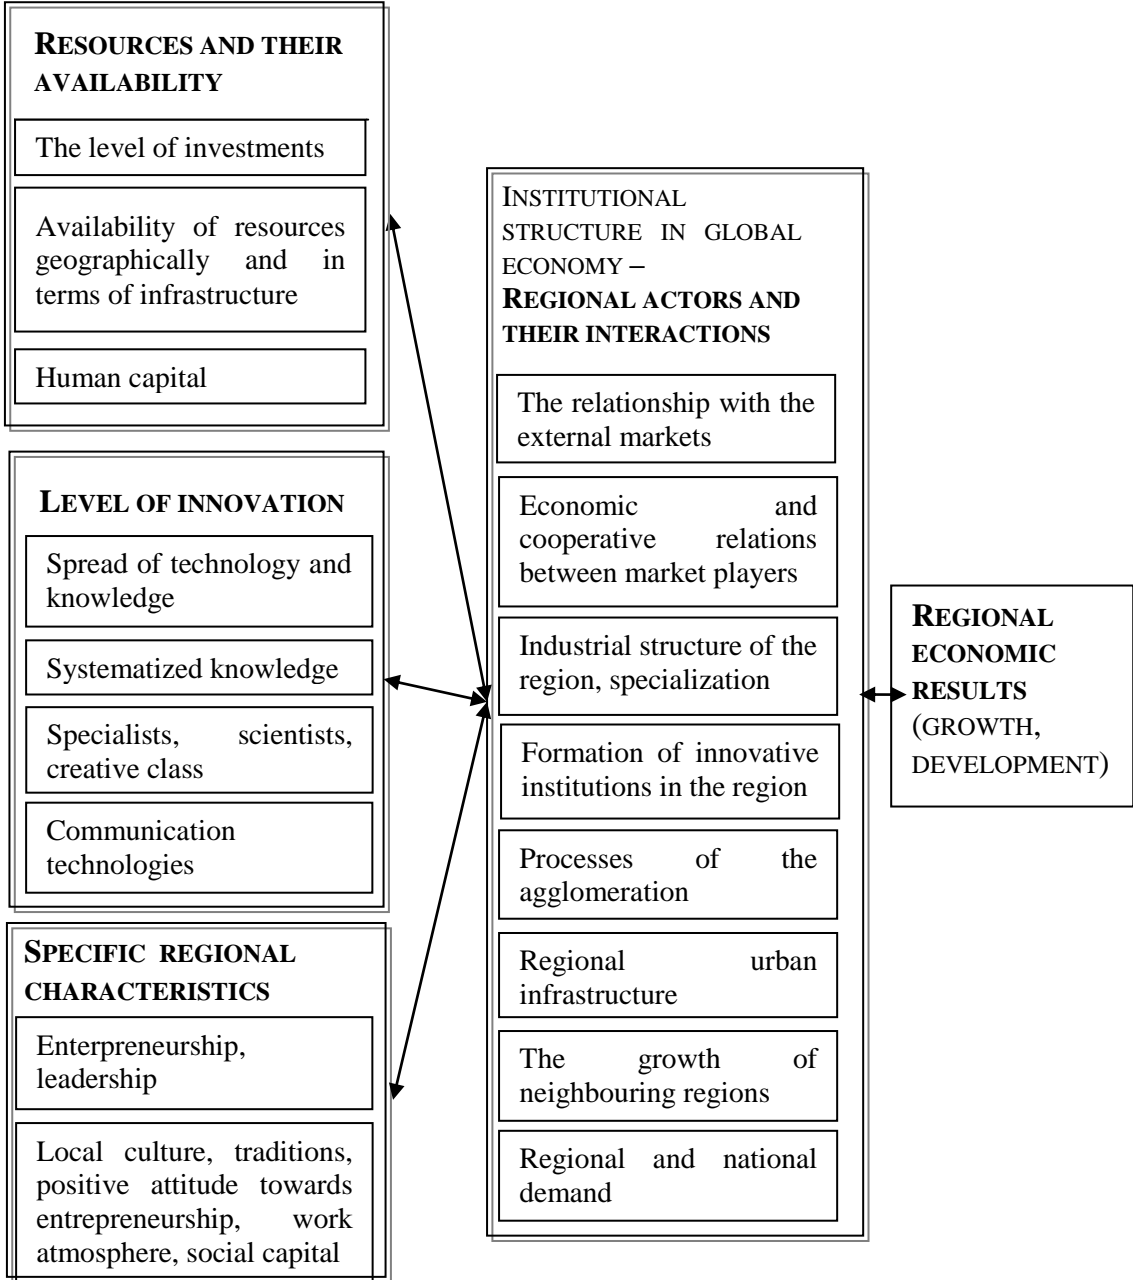 RESOURCES AND THEIR
AVAILABILITY
The level of investments
Availability of resources
geographically and in
terms of infrastructure
Human capital
LEVEL OF INNOVATION
Spread of technology and
knowledge
Systematized knowledge
Specialists, scientists,
creative class
Communication
technologies
SPECIFIC REGIONAL
CHARACTERISTICS
Enterpreneurship,
leadership
Local culture, traditions,
positive attitude towards
entrepreneurship, work
atmosphere, social capital
INSTITUTIONAL
STRUCTURE IN GLOBAL
ECONOMY –
REGIONAL ACTORS AND
THEIR INTERACTIONS
The relationship with the
external markets
Economic and
cooperative relations
between market players
Industrial structure of the
region, specialization
Formation of innovative
institutions in the region
Processes of the
agglomeration
Regional urban
infrastructure
The growth of
neighbouring regions
Regional and national
demand
REGIONAL
ECONOMIC
RESULTS
(GROWTH,
DEVELOPMENT)